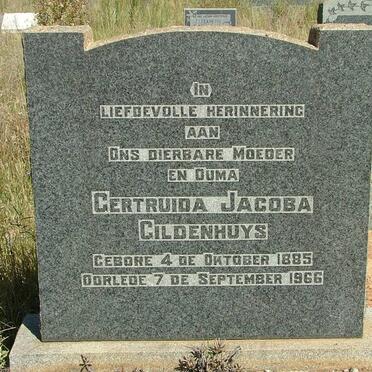 IN
LIEFDEVOLLE HERINNERING
AAN
ONS DIERBARE MOEDER
EN OUMA
GERTRUIDA JACOBA
GILDENHUYS
GEBORE 4 DE OKTOBER 1885
OORLEDE 7 DE SEPTEMBER 1966